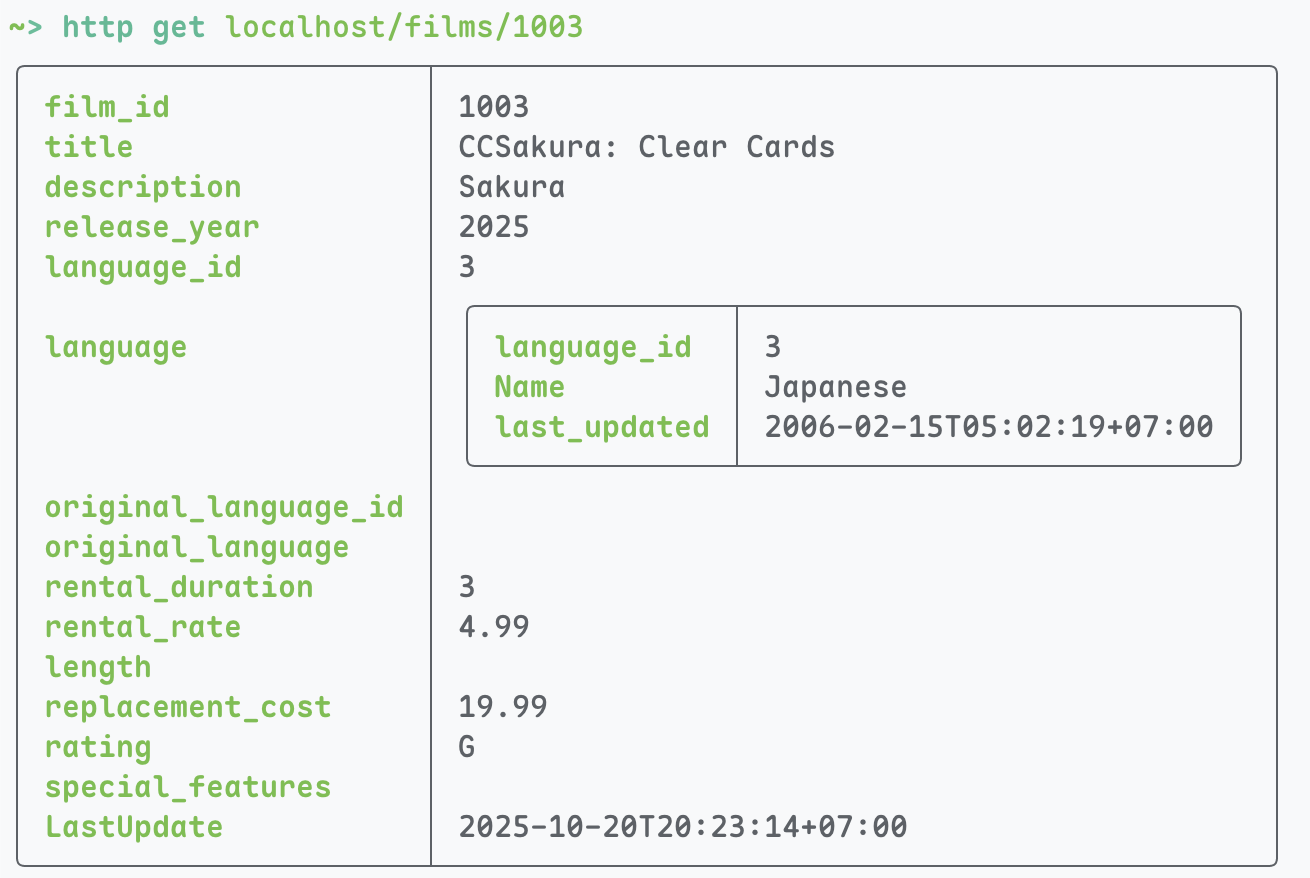 ~> http get localhost/films/1003
film_id 1003
title CCSakura: Clear Cards
description Sakura
release_year 2025
language_id 3
language language_id 3
Name Japanese
last_updated 2006-02-15T05:02:19+07:00
original_language_id
original_language
rental_duration 3
rental_rate 4.99
length
replacement_cost 19.99
rating G
special_features
LastUpdate 2025-10-20T20:23:14+07:00